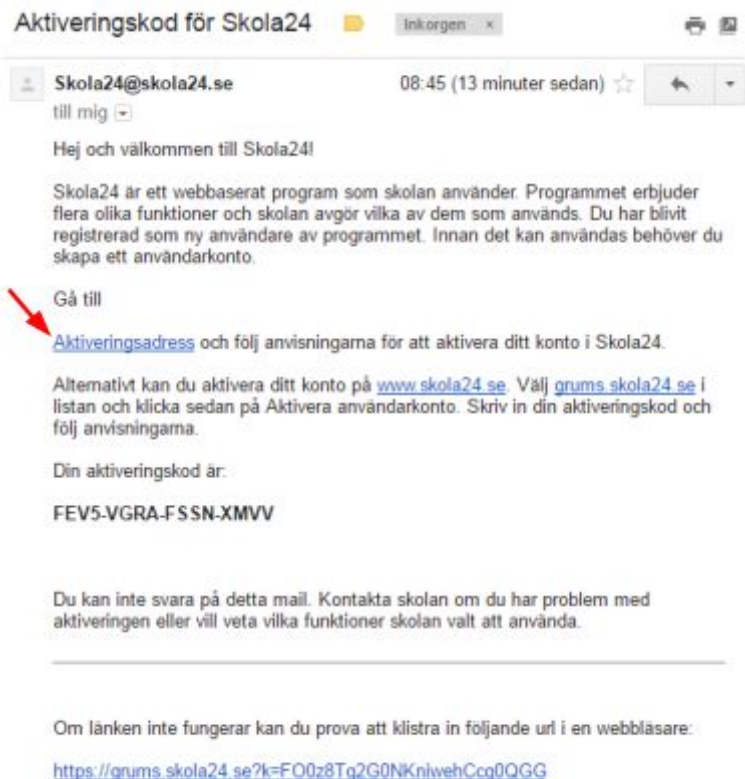 Aktiveringskod för Skola24
Inkorgen x
Skola24@skola24.se
08:45 (13 minuter sedan)
till mig
Hej och välkommen till Skola24!
Skola24 är ett webbaserat program som skolan använder. Programmet erbjuder
flera olika funktioner och skolan avgör vilka av dem som används. Du har blivit
registrerad som ny användare av programmet. Innan det kan användas behöver du
skapa ett användarkonto.
Gå till
Aktiveringsadress och följ anvisningarna för att aktivera ditt konto i Skola24.
Alternativt kan du aktivera ditt konto på www.skola24.se. Välj grums.skola24.se i
listan och klicka sedan på Aktivera användarkonto. Skriv in din aktiveringskod och
följ anvisningarna.
Din aktiveringskod är:
FEV5-VGRA-FSSN-XMVV
Du kan inte svara på detta mail. Kontakta skolan om du har problem med
aktiveringen eller vill veta vilka funktioner skolan valt att använda.
Om länken inte fungerar kan du prova att klistra in följande url i en webbläsare:
https://grums.skola24.se?k=FO0z8Tg2G0NKniwehCcg0QGG